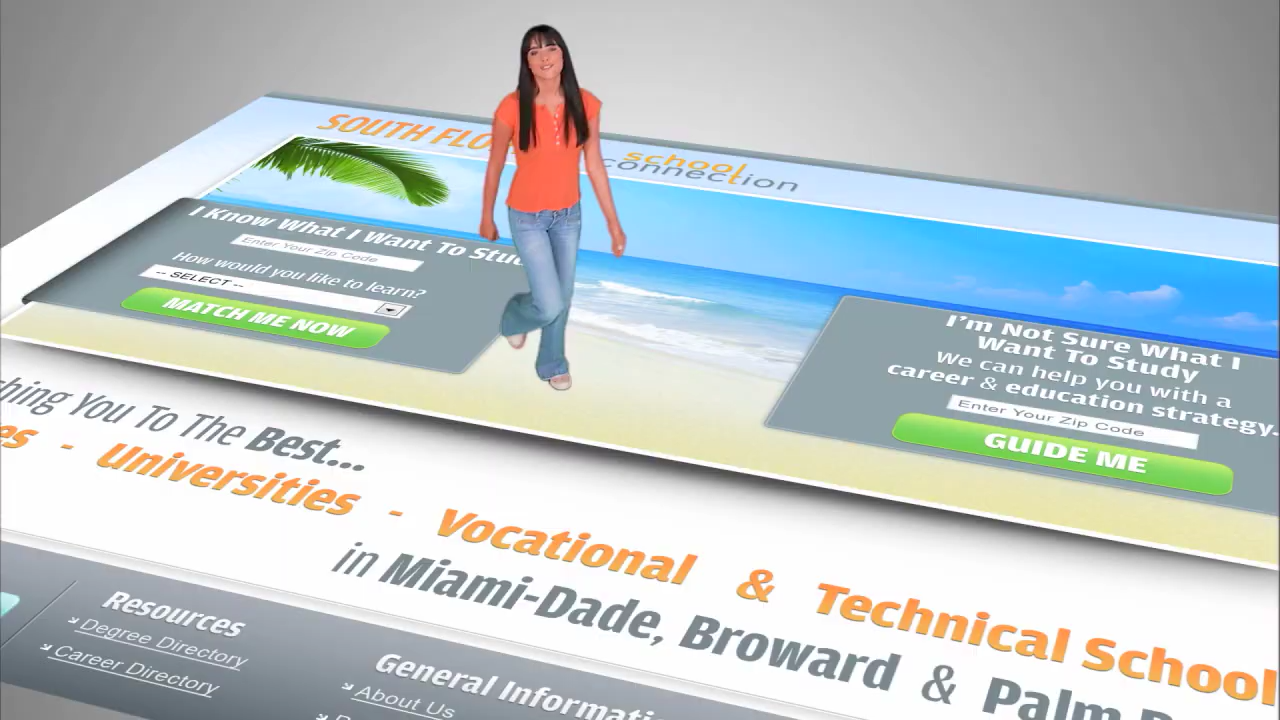 SOUTH FLO
school
connection
I Know What I Want To Stu
Enter Your Zip Code
How would you like to learn?
-- SELECT --
MATCH ME NOW
I'm Not Sure What I
Want To Study
We can help you with a
career & education strategy.
Enter Your Zip Code
GUIDE ME
hing You To The Best...
es - Universities - Vocational & Technical School
in Miami-Dade, Broward & Palm
Resources
Degree Directory
Career Directory
General Informati
About Us